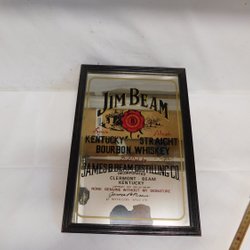 JIM BEAM
KENTUCKY STRAIGHT
BOURBON WHISKEY
JAMES B. BEAM DISTILLING CO.
CLERMONT · BEAM
KENTUCKY
NONE GENUINE WITHOUT MY SIGNATURE